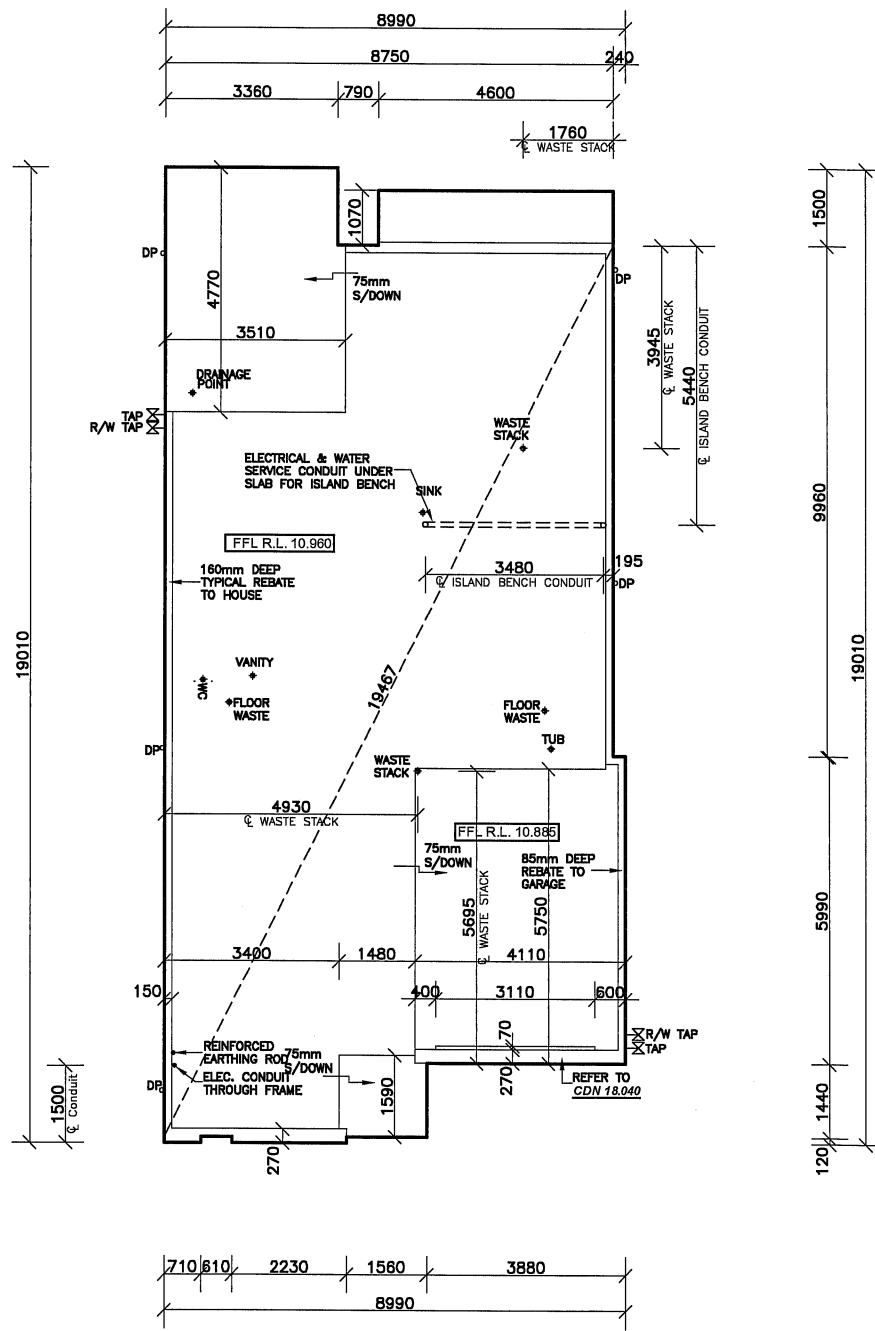 8990
8750
240
3360
790
4600
1760
℄ WASTE STACK
1070
1500
DP
4770
75mm
S/DOWN
DP
3510
3945
℄ WASTE STACK
5440
℄ ISLAND BENCH CONDUIT
DRAINAGE
POINT
TAP
R/W TAP
WASTE
STACK
ELECTRICAL & WATER
SERVICE CONDUIT UNDER
SLAB FOR ISLAND BENCH
SINK
9960
FFL R.L. 10.960
160mm DEEP
TYPICAL REBATE
TO HOUSE
3480
195
℄ ISLAND BENCH CONDUIT
DP
19010
19010
VANITY
WC
FLOOR
WASTE
19467
FLOOR
WASTE
TUB
DP
WASTE
STACK
4930
℄ WASTE STACK
FFL R.L. 10.885
75mm
S/DOWN
85mm DEEP
REBATE TO
GARAGE
5695
℄ WASTE STACK
5750
5990
3400
1480
4110
150
400
3110
600
70
R/W TAP
TAP
REINFORCED
EARTHING ROD
75mm
S/DOWN
ELEC. CONDUIT
THROUGH FRAME
DP
1590
270
REFER TO
CDN 18.040
1500
℄ Conduit
1440
270
120
710
610
2230
1560
3880
8990